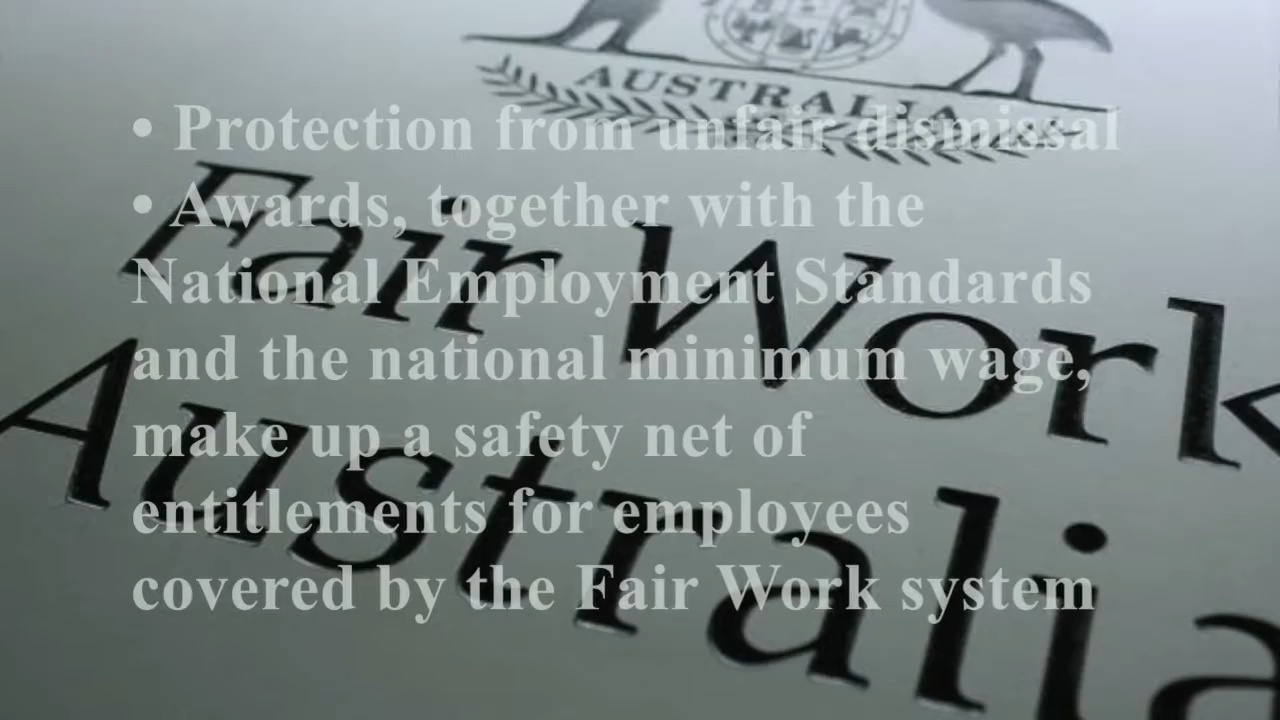 AUSTRALIA
• Protection from unfair dismissal
• Awards, together with the
National Employment Standards
and the national minimum wage,
make up a safety net of
entitlements for employees
covered by the Fair Work system
Fair Work
Australia